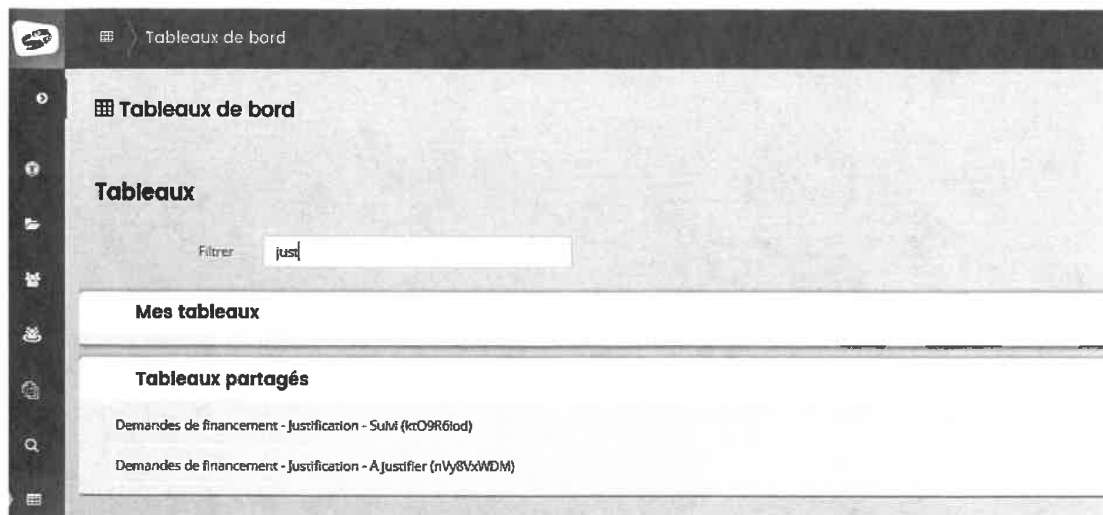 Tableaux de bord
Tableaux de bord
Tableaux
Filtrer just
Mes tableaux
Tableaux partagés
Demandes de financement - Justification - Suivi (ktO9R6iod)
Demandes de financement - Justification - A Justifier (nVy8VxWDM)